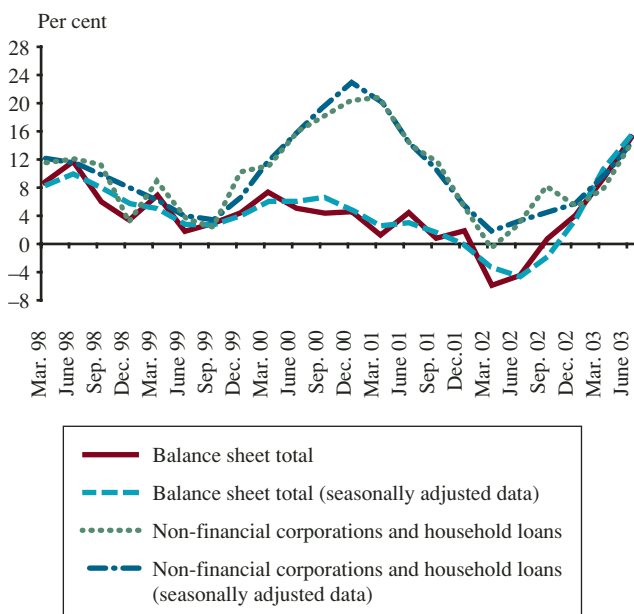 Per cent
28
24
20
16
12
8
4
0
–4
–8
Mar. 98
June 98
Sep. 98
Dec. 98
Mar. 99
June 99
Sep. 99
Dec. 99
Mar. 00
June 00
Sep. 00
Dec. 00
Mar. 01
June 01
Sep. 01
Dec.01
Mar. 02
June 02
Sep. 02
Dec. 02
Mar. 03
June 03
Balance sheet total
Balance sheet total (seasonally adjusted data)
Non-financial corporations and household loans
Non-financial corporations and household loans
(seasonally adjusted data)